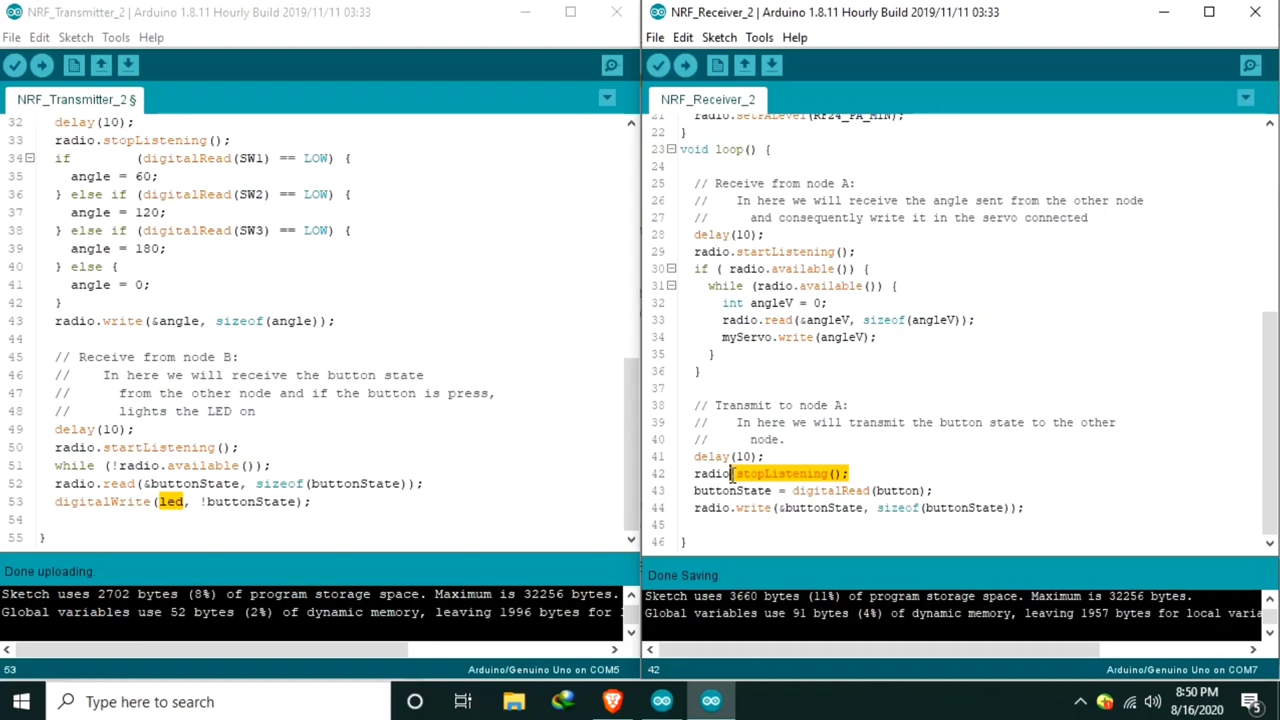 NRF_Transmitter_2 | Arduino 1.8.11 Hourly Build 2019/11/11 03:33
File Edit Sketch Tools Help
NRF_Transmitter_2 §
32 delay(10);
33 radio.stopListening();
34 if (digitalRead(SW1) == LOW) {
35 angle = 60;
36 } else if (digitalRead(SW2) == LOW) {
37 angle = 120;
38 } else if (digitalRead(SW3) == LOW) {
39 angle = 180;
40 } else {
41 angle = 0;
42 }
43 radio.write(&angle, sizeof(angle));
44
45 // Receive from node B:
46 // In here we will receive the button state
47 // from the other node and if the button is press,
48 // lights the LED on
49 delay(10);
50 radio.startListening();
51 while (!radio.available());
52 radio.read(&buttonState, sizeof(buttonState));
53 digitalWrite(led, !buttonState);
54
55 }
Done uploading.
Sketch uses 2702 bytes (8%) of program storage space. Maximum is 32256 bytes.
Global variables use 52 bytes (2%) of dynamic memory, leaving 1996 bytes for
53 Arduino/Genuino Uno on COM5
NRF_Receiver_2 | Arduino 1.8.11 Hourly Build 2019/11/11 03:33
File Edit Sketch Tools Help
NRF_Receiver_2
21 radio.setPALevel(RF24_PA_MIN);
22 }
23 void loop() {
24
25 // Receive from node A:
26 // In here we will receive the angle sent from the other node
27 // and consequently write it in the servo connected
28 delay(10);
29 radio.startListening();
30 if ( radio.available()) {
31 while (radio.available()) {
32 int angleV = 0;
33 radio.read(&angleV, sizeof(angleV));
34 myServo.write(angleV);
35 }
36 }
37
38 // Transmit to node A:
39 // In here we will transmit the button state to the other
40 // node.
41 delay(10);
42 radio.stopListening();
43 buttonState = digitalRead(button);
44 radio.write(&buttonState, sizeof(buttonState));
45
46 }
Done Saving.
Sketch uses 3660 bytes (11%) of program storage space. Maximum is 32256 bytes.
Global variables use 91 bytes (4%) of dynamic memory, leaving 1957 bytes for local varia
42 Arduino/Genuino Uno on COM7
Type here to search
8:50 PM
8/16/2020
5